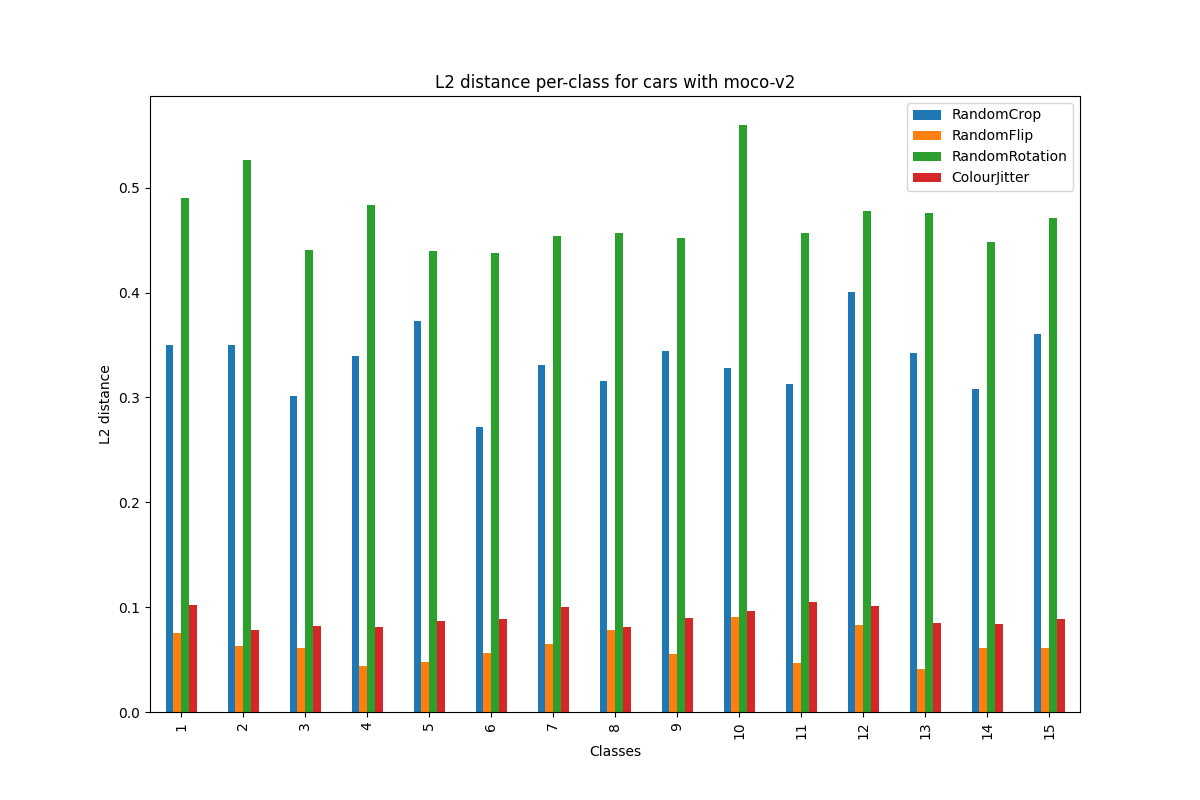 L2 distance per-class for cars with moco-v2
RandomCrop
RandomFlip
RandomRotation
ColourJitter
L2 distance
0.5
0.4
0.3
0.2
0.1
0.0
1 2 3 4 5 6 7 8 9 10 11 12 13 14 15
Classes